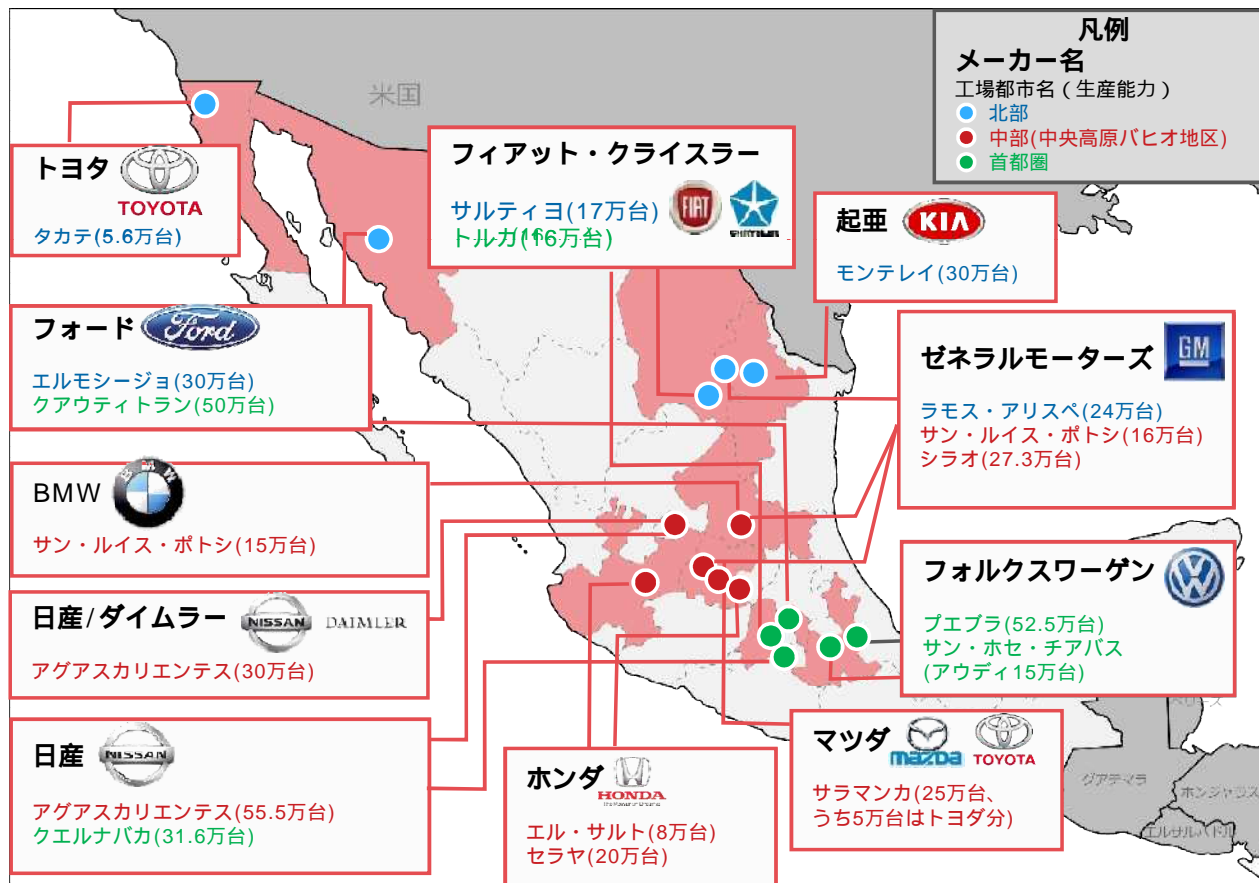 凡例
メーカー名
工場都市名（生産能力）
北部
中部(中央高原バヒオ地区)
首都圏
米国
トヨタ
TOYOTA
タカテ(5.6万台)
フィアット・クライスラー
FIAT
サルティヨ(17万台)
トルカ(16万台)
起亜
KIA
モンテレイ(30万台)
フォード
Ford
エルモシージョ(30万台)
クアウティトラン(50万台)
ゼネラルモーターズ
GM
ラモス・アリスペ(24万台)
サン・ルイス・ポトシ(16万台)
シラオ(27.3万台)
BMW
BMW
サン・ルイス・ポトシ(15万台)
日産/ダイムラー
NISSAN
DAIMLER
アグアスカリエンテス(30万台)
フォルクスワーゲン
プエブラ(52.5万台)
サン・ホセ・チアパス
(アウディ15万台)
日産
NISSAN
アグアスカリエンテス(55.5万台)
クエルナバカ(31.6万台)
ホンダ
HONDA
エル・サルト(8万台)
セラヤ(20万台)
マツダ
mazda
TOYOTA
サラマンカ(25万台、
うち5万台はトヨダ分)
ベリーズ
グアテマラ
ホンジャラス
エルサルバドル